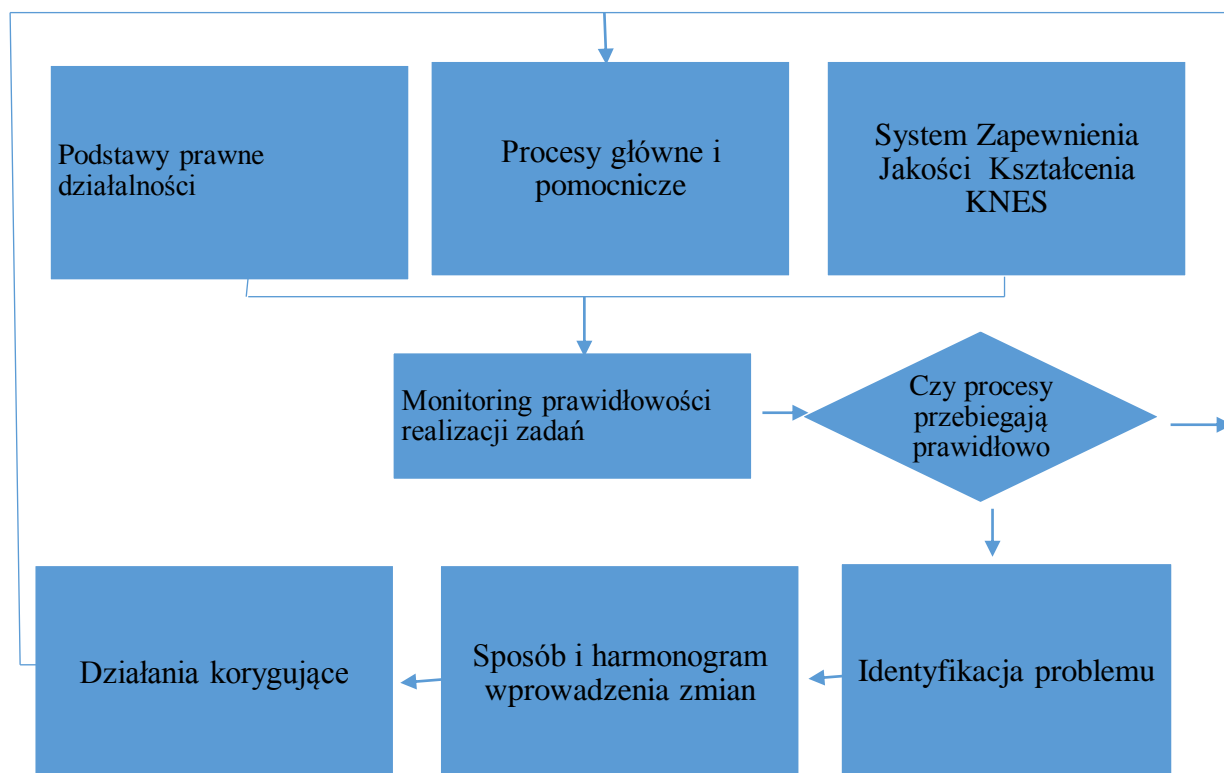 Podstawy prawne
działalności
Procesy główne i
pomocnicze
System Zapewnienia
Jakości Kształcenia
KNES
Monitoring prawidłowości
realizacji zadań
Czy procesy
przebiegają
prawidłowo
Działania korygujące
Sposób i harmonogram
wprowadzenia zmian
Identyfikacja problemu